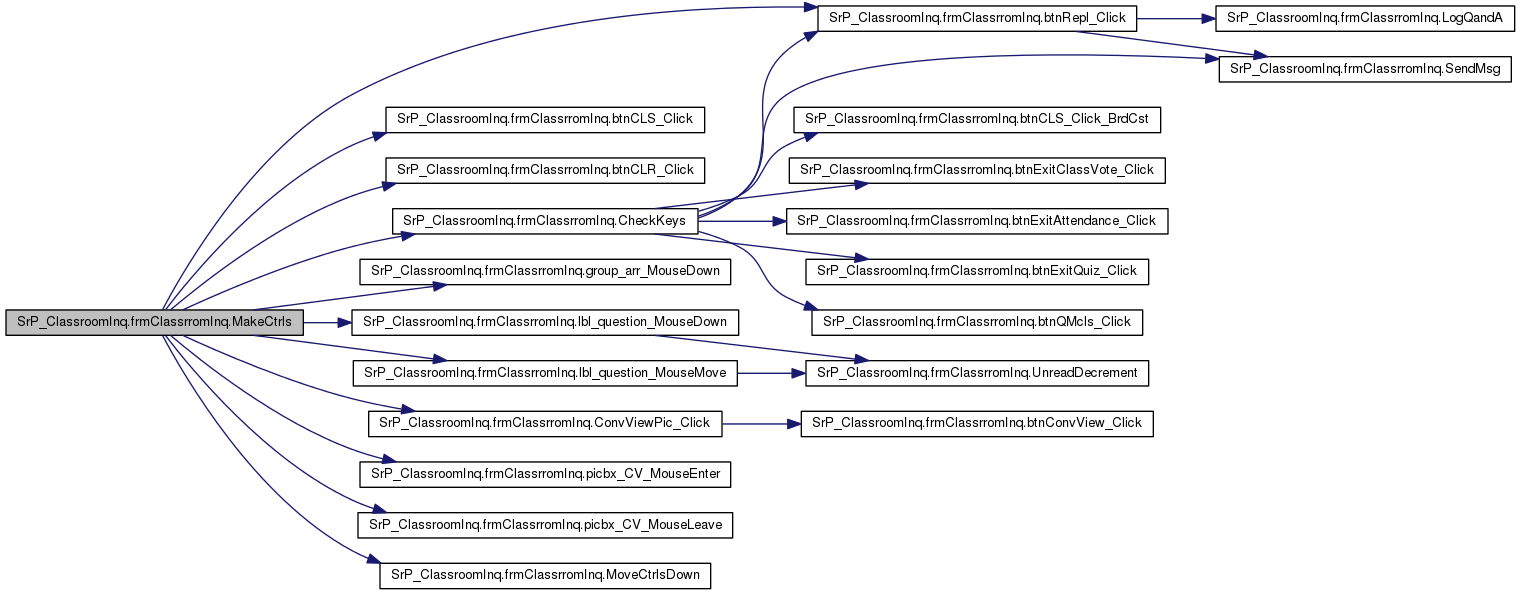 SrP_ClassroomInq.frmClassrromInq.btnRepl_Click
SrP_ClassroomInq.frmClassrromInq.LogQandA
SrP_ClassroomInq.frmClassrromInq.SendMsg
SrP_ClassroomInq.frmClassrromInq.btnCLS_Click
SrP_ClassroomInq.frmClassrromInq.btnCLS_Click_BrdCst
SrP_ClassroomInq.frmClassrromInq.btnCLR_Click
SrP_ClassroomInq.frmClassrromInq.btnExitClassVote_Click
SrP_ClassroomInq.frmClassrromInq.CheckKeys
SrP_ClassroomInq.frmClassrromInq.btnExitAttendance_Click
SrP_ClassroomInq.frmClassrromInq.group_arr_MouseDown
SrP_ClassroomInq.frmClassrromInq.btnExitQuiz_Click
SrP_ClassroomInq.frmClassrromInq.MakeCtrls
SrP_ClassroomInq.frmClassrromInq.lbl_question_MouseDown
SrP_ClassroomInq.frmClassrromInq.btnQMcls_Click
SrP_ClassroomInq.frmClassrromInq.lbl_question_MouseMove
SrP_ClassroomInq.frmClassrromInq.UnreadDecrement
SrP_ClassroomInq.frmClassrromInq.ConvViewPic_Click
SrP_ClassroomInq.frmClassrromInq.btnConvView_Click
SrP_ClassroomInq.frmClassrromInq.picbx_CV_MouseEnter
SrP_ClassroomInq.frmClassrromInq.picbx_CV_MouseLeave
SrP_ClassroomInq.frmClassrromInq.MoveCtrlsDown